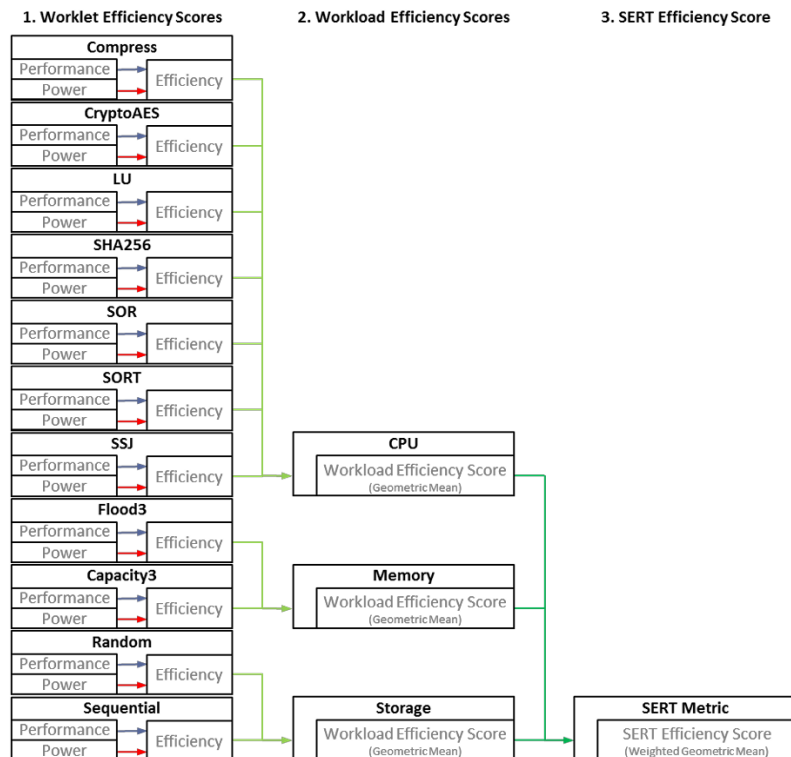 1. Worklet Efficiency Scores
2. Workload Efficiency Scores
3. SERT Efficiency Score
Compress
Performance
Power
Efficiency
CryptoAES
Performance
Power
Efficiency
LU
Performance
Power
Efficiency
SHA256
Performance
Power
Efficiency
SOR
Performance
Power
Efficiency
SORT
Performance
Power
Efficiency
SSJ
Performance
Power
Efficiency
CPU
Workload Efficiency Score
(Geometric Mean)
Flood3
Performance
Power
Efficiency
Capacity3
Performance
Power
Efficiency
Memory
Workload Efficiency Score
(Geometric Mean)
Random
Performance
Power
Efficiency
Sequential
Performance
Power
Efficiency
Storage
Workload Efficiency Score
(Geometric Mean)
SERT Metric
SERT Efficiency Score
(Weighted Geometric Mean)